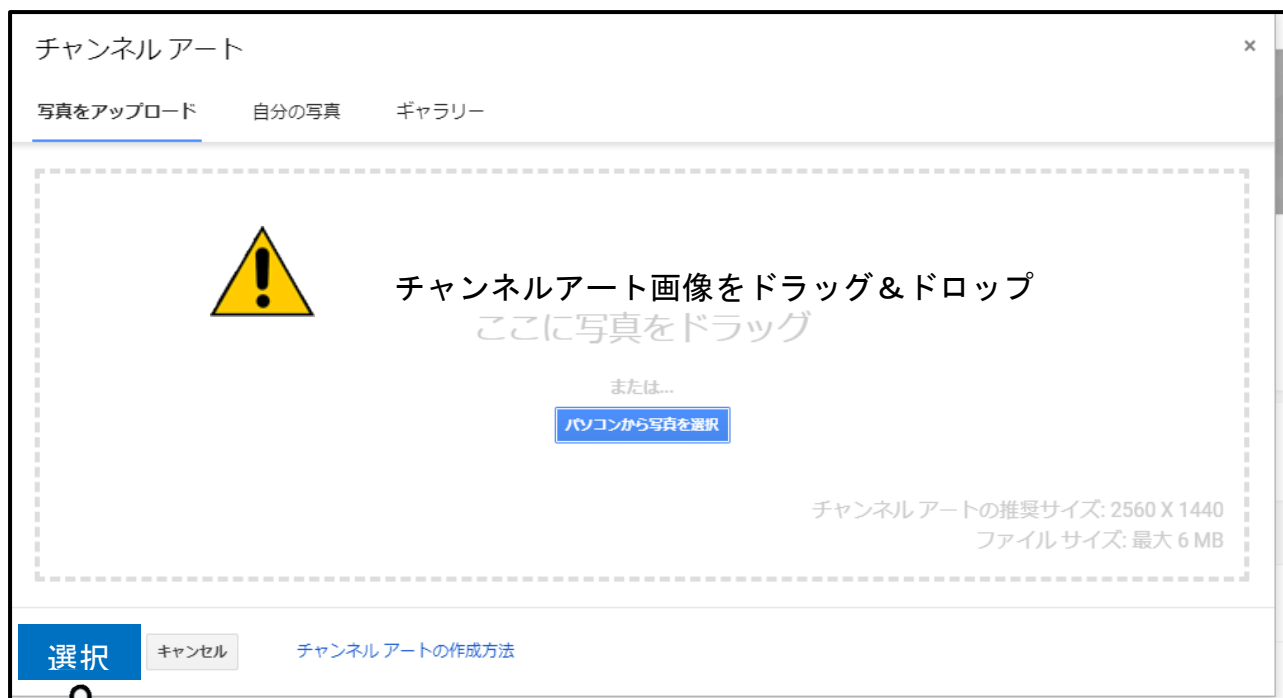 チャンネル アート
×
写真をアップロード 自分の写真 ギャラリー
チャンネルアート画像をドラッグ＆ドロップ
ここに写真をドラッグ
または...
パソコンから写真を選択
チャンネル アートの推奨サイズ: 2560 X 1440
ファイル サイズ: 最大 6 MB
選択 キャンセル チャンネル アートの作成方法